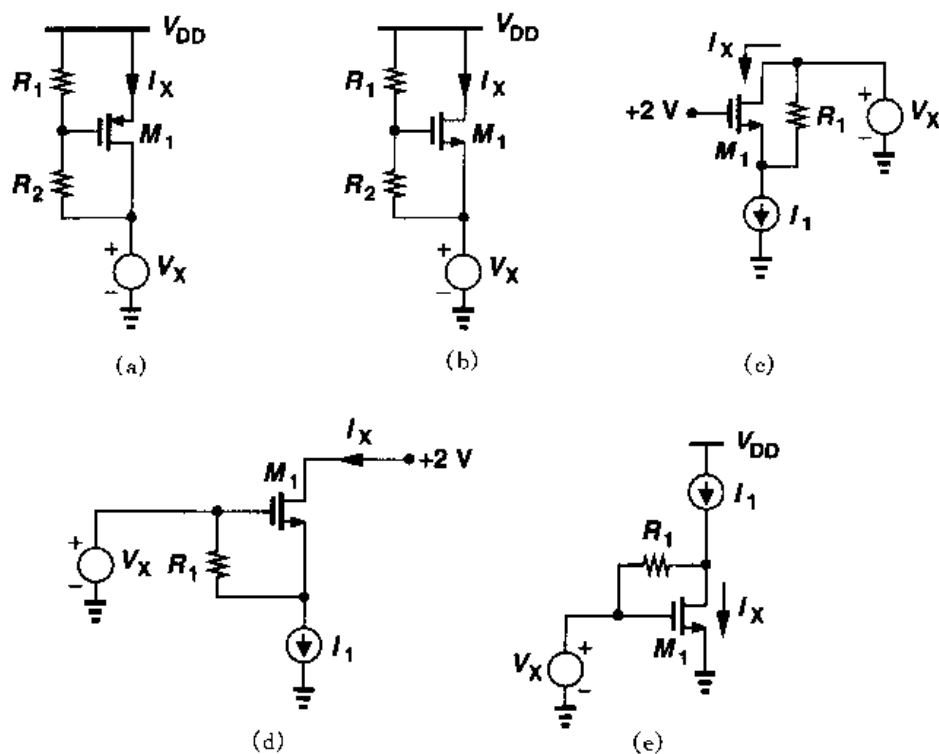 V_DD
R_1
I_X
M_1
R_2
+
V_X
−
(a)
V_DD
R_1
I_X
M_1
R_2
+
V_X
−
(b)
I_X
+2 V
M_1
R_1
+
V_X
−
I_1
(c)
I_X
+2 V
M_1
+
V_X
−
R_1
I_1
(d)
V_DD
I_1
R_1
I_X
M_1
V_X
+
−
(e)